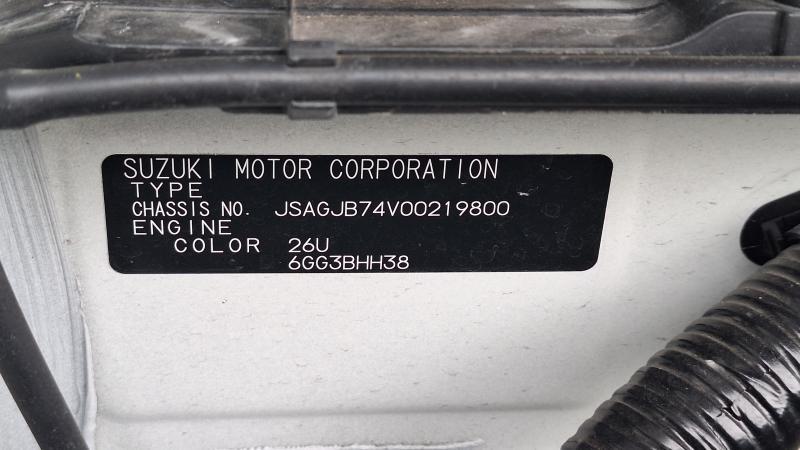 SUZUKI MOTOR CORPORATION
TYPE
CHASSIS NO. JSAGJB74V00219800
ENGINE
COLOR 26U
6GG3BHH38